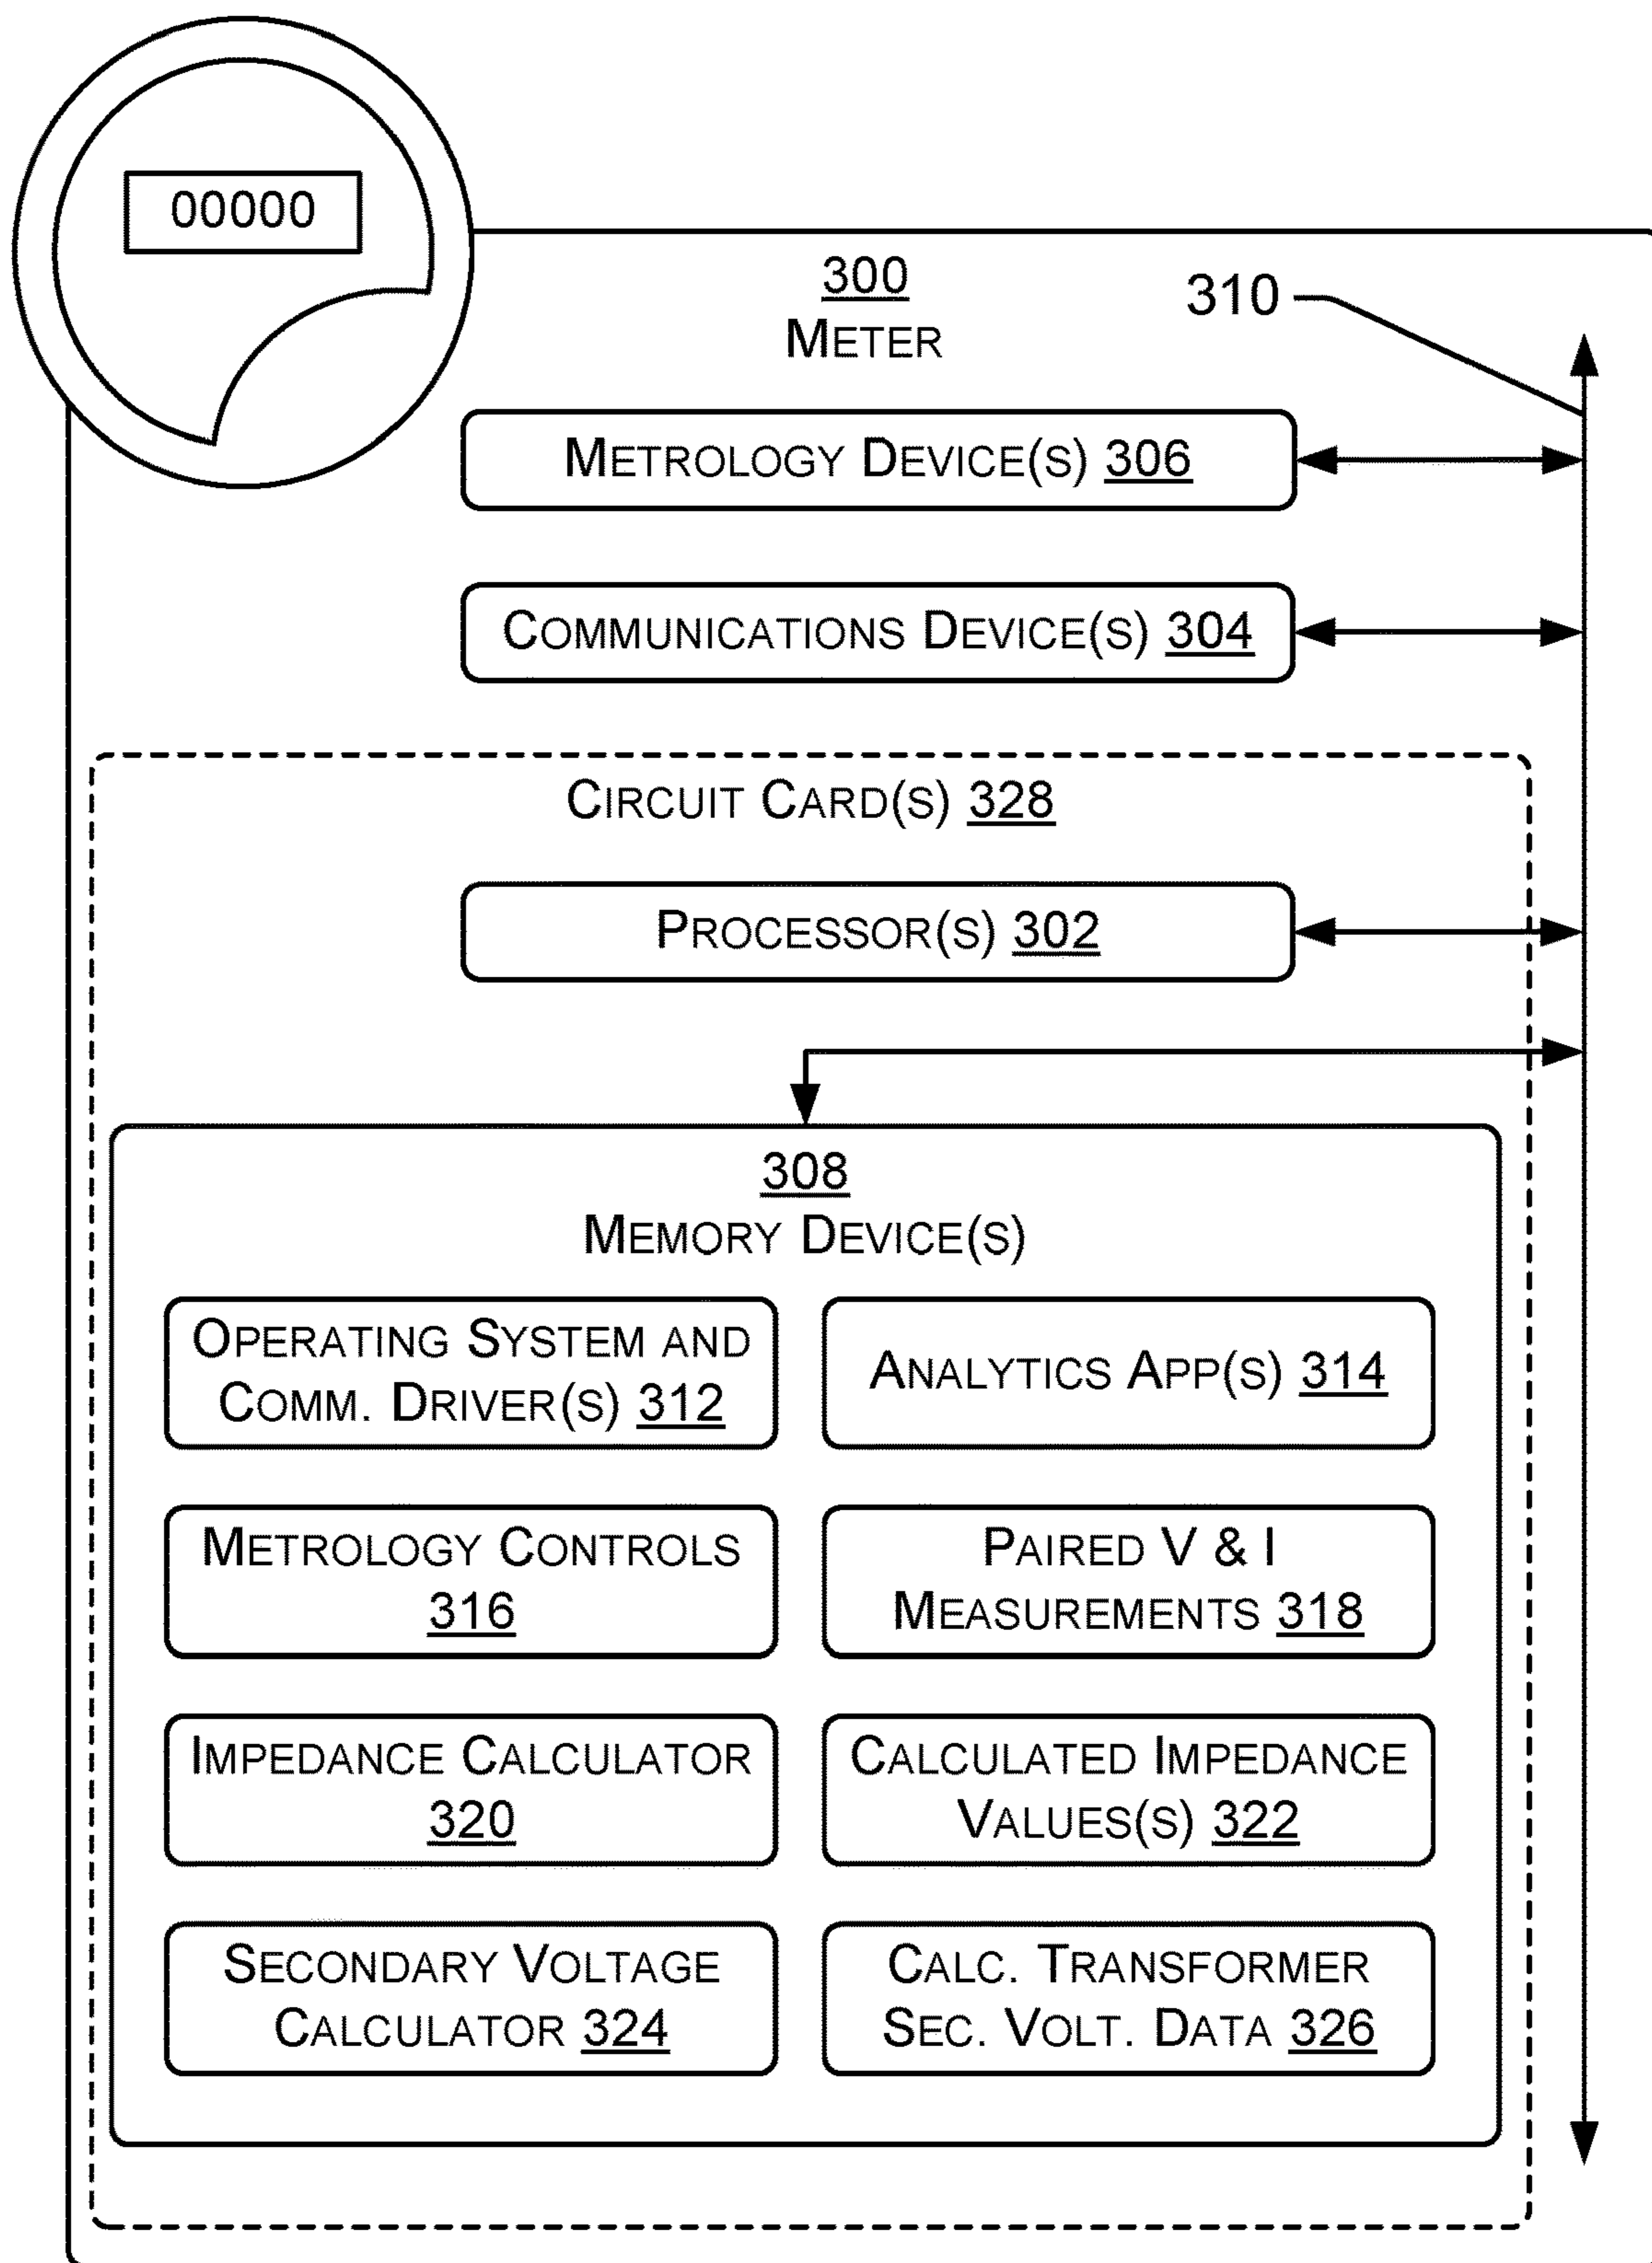 00000
300
METER
310
METROLOGY DEVICE(S) 306
COMMUNICATIONS DEVICE(S) 304
CIRCUIT CARD(S) 328
PROCESSOR(S) 302
308
MEMORY DEVICE(S)
OPERATING SYSTEM AND
COMM. DRIVER(S) 312
ANALYTICS APP(S) 314
METROLOGY CONTROLS
316
PAIRED V & I
MEASUREMENTS 318
IMPEDANCE CALCULATOR
320
CALCULATED IMPEDANCE
VALUES(S) 322
SECONDARY VOLTAGE
CALCULATOR 324
CALC. TRANSFORMER
SEC. VOLT. DATA 326